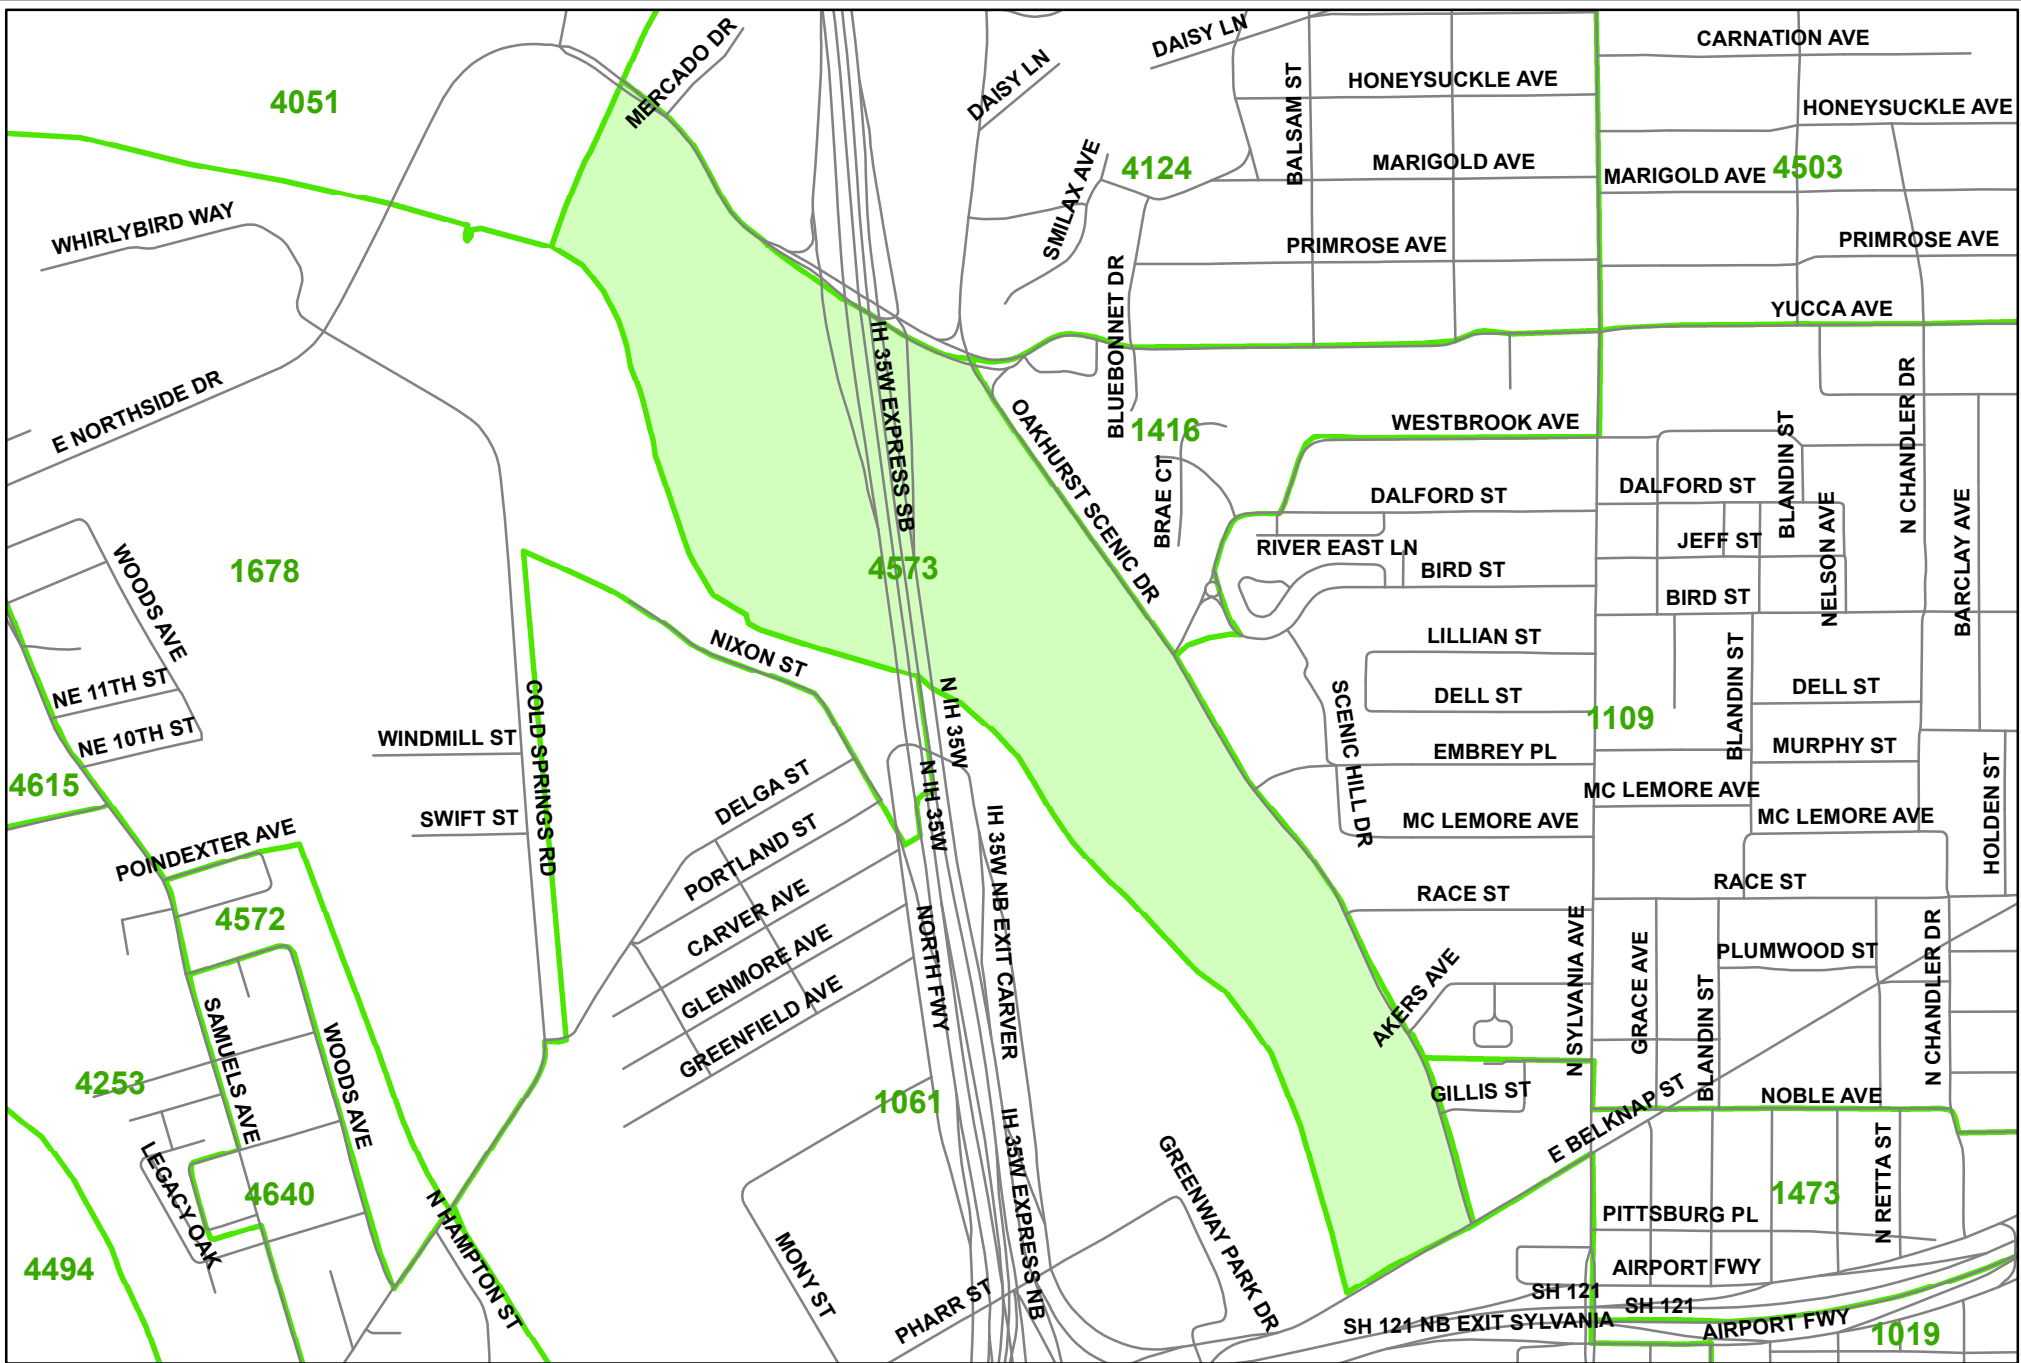 CARNATION AVE
DAISY LN
MERCADO DR
HONEYSUCKLE AVE
DAISY LN
BALSAM ST
4051
HONEYSUCKLE AVE
MARIGOLD AVE
4124
4503
MARIGOLD AVE
SMILAX AVE
WHIRLYBIRD WAY
PRIMROSE AVE
PRIMROSE AVE
BLUEBONNET DR
YUCCA AVE
IH 35W EXPRESS SB
E NORTHSIDE DR
OAKHURST SCENIC DR
WESTBROOK AVE
1416
N CHANDLER DR
BLANDIN ST
BRAE CT
DALFORD ST
DALFORD ST
NELSON AVE
BARCLAY AVE
RIVER EAST LN
JEFF ST
1678
4573
BIRD ST
BIRD ST
WOODS AVE
NIXON ST
LILLIAN ST
BLANDIN ST
NE 11TH ST
DELL ST
DELL ST
SCENIC HILL DR
1109
N IH 35W
COLD SPRINGS RD
NE 10TH ST
WINDMILL ST
EMBREY PL
MURPHY ST
4615
DELGA ST
N IH 35W
MC LEMORE AVE
HOLDEN ST
SWIFT ST
MC LEMORE AVE
MC LEMORE AVE
POINDEXTER AVE
PORTLAND ST
RACE ST
RACE ST
4572
CARVER AVE
IH 35W NB EXIT CARVER
NORTH FWY
GLENMORE AVE
PLUMWOOD ST
N SYLVANIA AVE
GRACE AVE
N CHANDLER DR
AKERS AVE
BLANDIN ST
GREENFIELD AVE
SAMUELS AVE
WOODS AVE
4253
1061
GILLIS ST
NOBLE AVE
E BELKNAP ST
LEGACY OAK
4640
IH 35W EXPRESS NB
GREENWAY PARK DR
1473
N RETTA ST
PITTSBURG PL
N HAMPTON ST
4494
MONY ST
AIRPORT FWY
SH 121
SH 121
PHARR ST
SH 121 NB EXIT SYLVANIA
AIRPORT FWY
1019